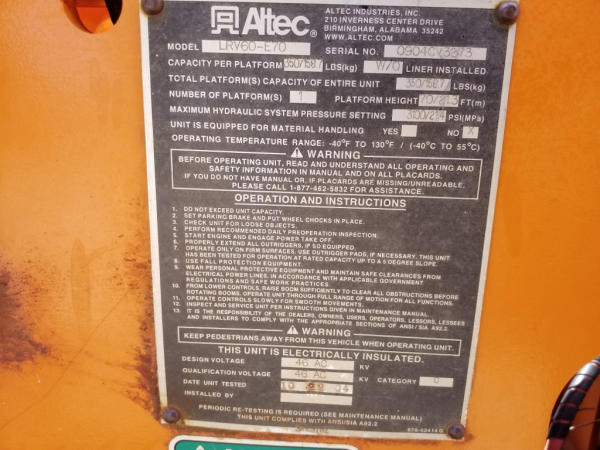 Altec®
ALTEC INDUSTRIES, INC.
210 INVERNESS CENTER DRIVE
BIRMINGHAM, ALABAMA 35242
WWW.ALTEC.COM
MODEL LRV60-E70 SERIAL NO.
CAPACITY PER PLATFORM 350/158.7 LBS(kg) W/O LINER INSTALLED
TOTAL PLATFORM(S) CAPACITY OF ENTIRE UNIT 350/158.7 LBS(kg)
NUMBER OF PLATFORM(S) 1 PLATFORM HEIGHT 70/21.3 FT(m)
MAXIMUM HYDRAULIC SYSTEM PRESSURE SETTING PSI(MPa)
UNIT IS EQUIPPED FOR MATERIAL HANDLING YES NO X
OPERATING TEMPERATURE RANGE: -40°F TO 130°F / (-40°C TO 55°C)
WARNING
BEFORE OPERATING UNIT, READ AND UNDERSTAND ALL OPERATING AND
SAFETY INFORMATION IN MANUAL AND ON ALL PLACARDS.
IF YOU DO NOT HAVE MANUAL OR IF PLACARDS ARE MISSING/UNREADABLE,
PLEASE CALL 1-877-462-5832 FOR ASSISTANCE.
OPERATION AND INSTRUCTIONS
1. DO NOT EXCEED UNIT CAPACITY.
2. SET PARKING BRAKE AND PUT WHEEL CHOCKS IN PLACE.
3. CHECK UNIT FOR LOOSE OBJECTS.
4. PERFORM RECOMMENDED DAILY PREOPERATION INSPECTION.
5. START ENGINE AND ENGAGE POWER TAKE OFF.
6. PROPERLY EXTEND ALL OUTRIGGERS, IF SO EQUIPPED.
7. OPERATE ONLY ON FIRM SURFACES. USE OUTRIGGER PADS, IF NECESSARY. THIS UNIT
HAS BEEN TESTED FOR OPERATION AT RATED CAPACITY UP TO A 5 DEGREE SLOPE.
8. USE FALL PROTECTION EQUIPMENT.
9. WEAR PERSONAL PROTECTIVE EQUIPMENT AND MAINTAIN SAFE CLEARANCES FROM
ELECTRICAL POWER LINES, IN ACCORDANCE WITH APPLICABLE GOVERNMENT
REGULATIONS AND SAFE WORK PRACTICES.
10. FROM LOWER CONTROLS, RAISE BOOM SUFFICIENTLY TO CLEAR ALL OBSTRUCTIONS BEFORE
ROTATING BOOMS. OPERATE UNIT THROUGH FULL RANGE OF MOTION FOR ALL FUNCTIONS.
11. OPERATE CONTROLS SLOWLY FOR SMOOTH MOVEMENTS.
12. INSPECT AND SERVICE UNIT PER INSTRUCTIONS GIVEN IN MAINTENANCE MANUAL.
13. IT IS THE RESPONSIBILITY OF THE DEALERS, OWNERS, USERS, OPERATORS, LESSORS, LESSEES
AND INSTALLERS TO COMPLY WITH THE APPROPRIATE SECTIONS OF ANSI/SIA A92.2.
WARNING
KEEP PEDESTRIANS AWAY FROM THIS VEHICLE WHEN OPERATING UNIT.
THIS UNIT IS ELECTRICALLY INSULATED.
DESIGN VOLTAGE 46 AC KV
QUALIFICATION VOLTAGE 46 AC KV CATEGORY C
DATE UNIT TESTED
INSTALLED BY
PERIODIC RE-TESTING IS REQUIRED (SEE MAINTENANCE MANUAL)
THIS UNIT COMPLIES WITH ANSI/SIA A92.2